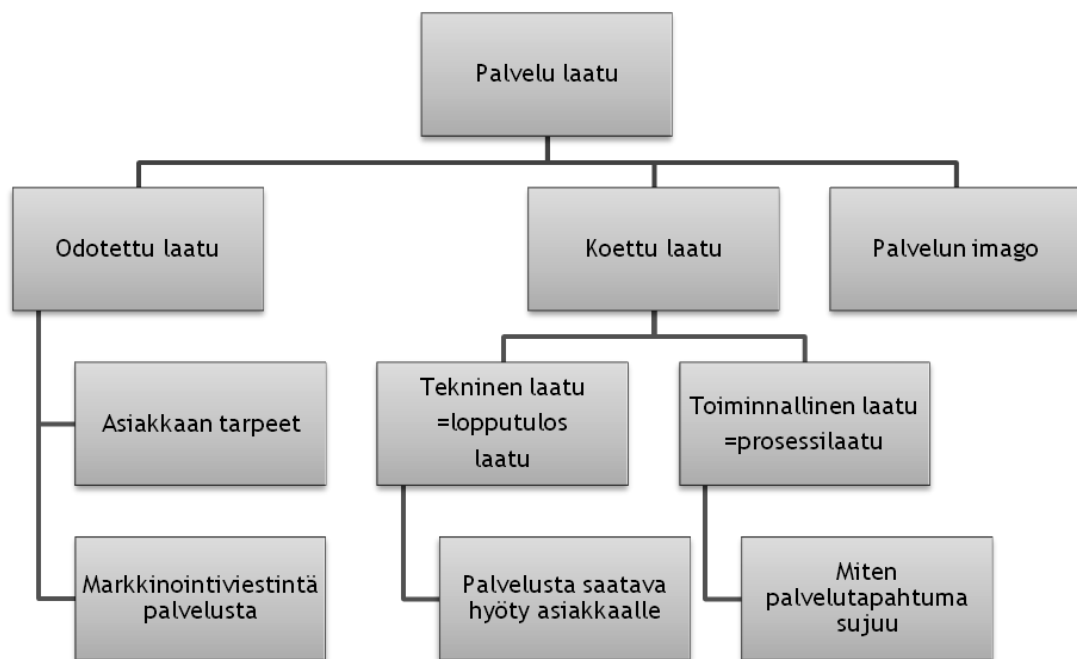 Palvelu laatu
Odotettu laatu
Koettu laatu
Palvelun imago
Asiakkaan tarpeet
Tekninen laatu
=lopputulos
laatu
Toiminnallinen laatu
=prosessilaatu
Markkinointiviestintä
palvelusta
Palvelusta saatava
hyöty asiakkaalle
Miten
palvelutapahtuma
sujuu